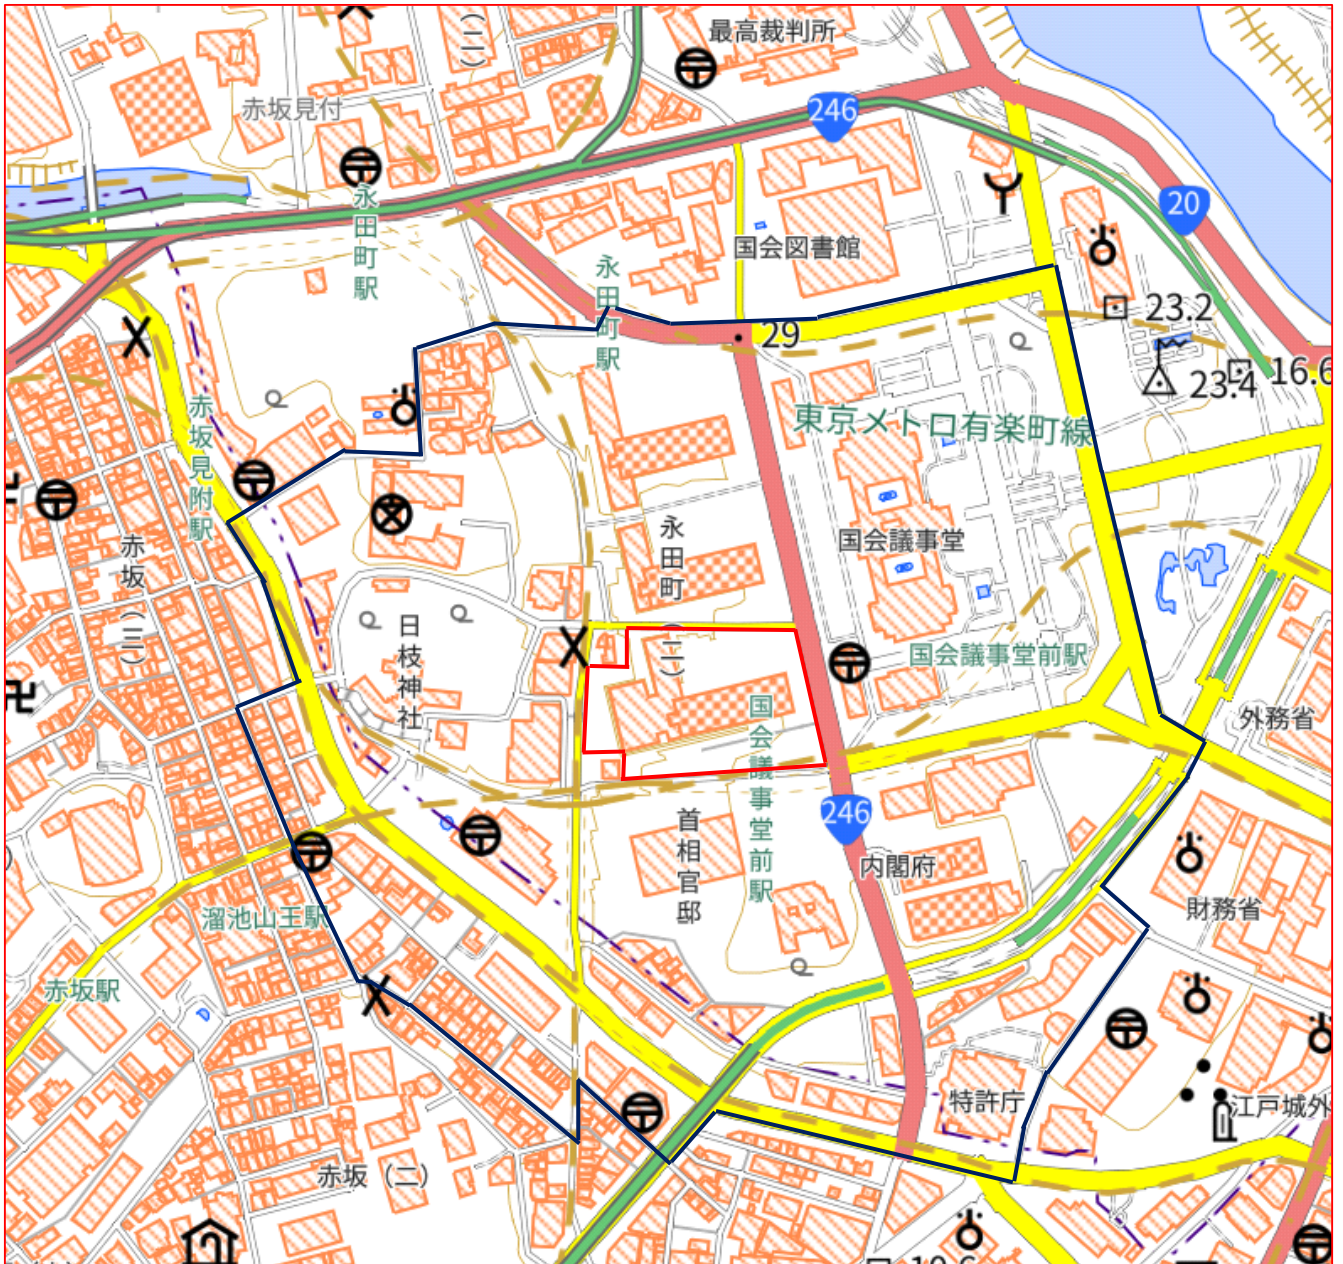 (二)
最高裁判所
赤坂見付
246
永田町駅
国会図書館
20
永田町駅
23.2
29
23.4
16.6
赤坂見附駅
東京メトロ有楽町線
永田町
(二)
国会議事堂
赤坂(三)
日枝神社
国会議事堂前駅
外務省
国会議事堂前駅
246
首相官邸
内閣府
財務省
溜池山王駅
赤坂駅
特許庁
江戸城外
赤坂(二)